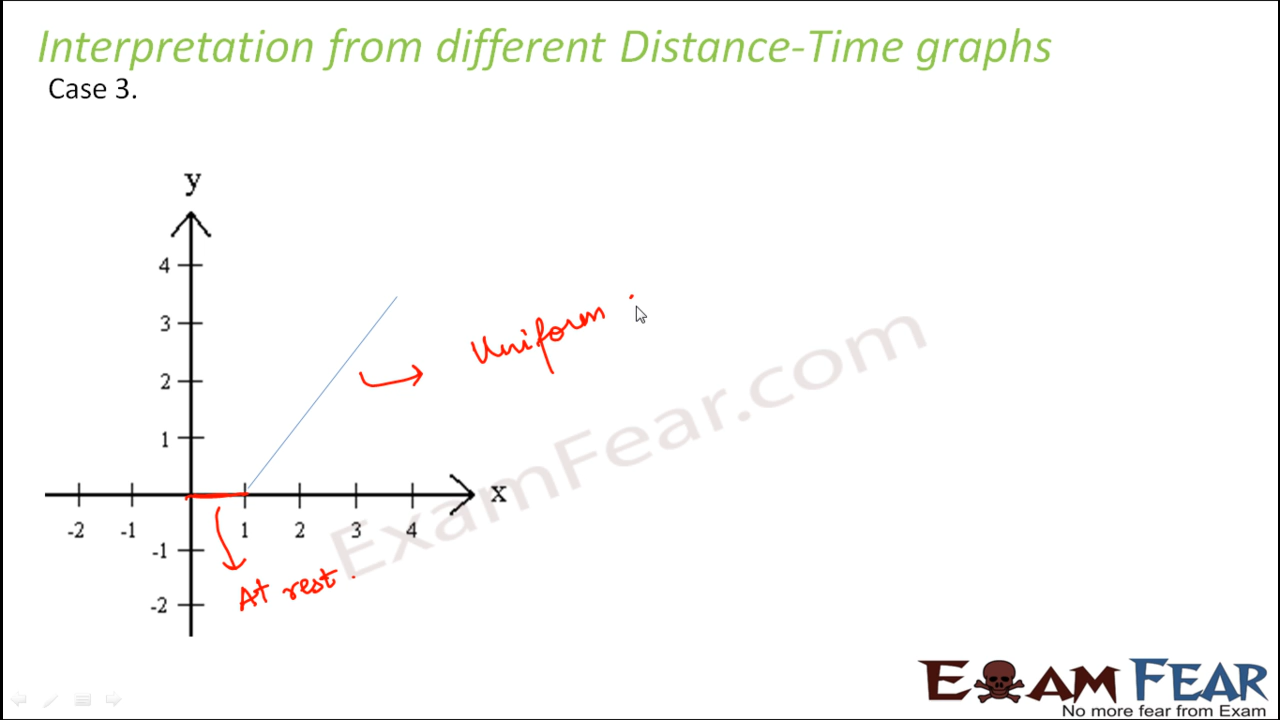 Interpretation from different Distance-Time graphs
Case 3.
y
4
3
2
1
Uniform
x
-2 -1 1 2 3 4
-1
At rest.
-2
ExamFear.com
EXAM FEAR
No more fear from Exam